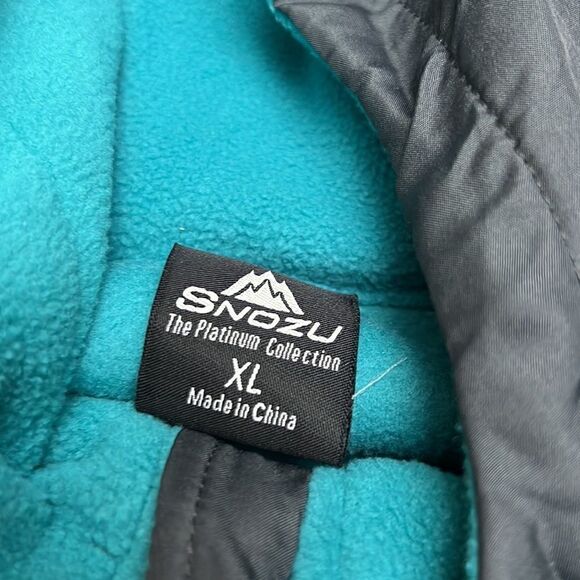 SNOZU
The Platinum Collection
XL
Made in China